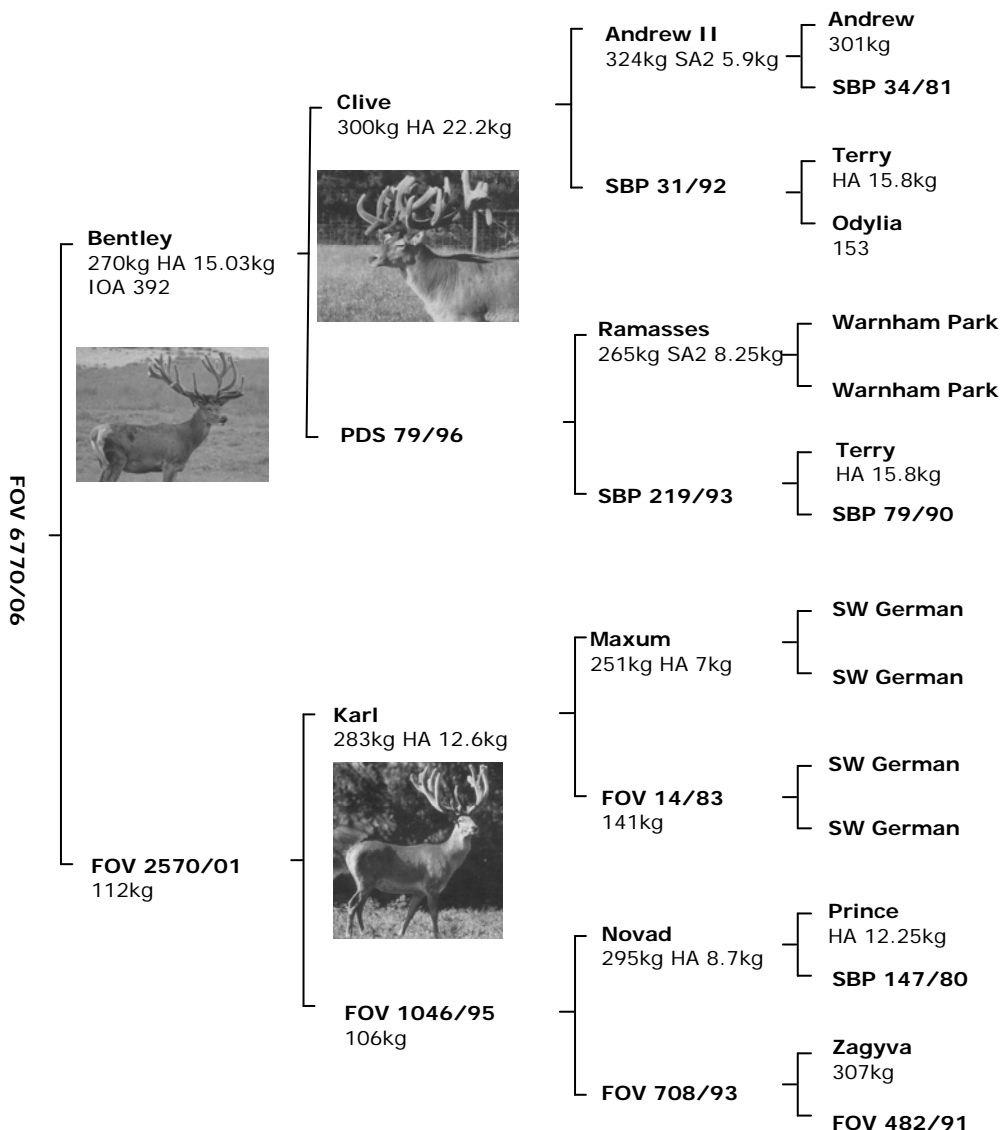 FOV 6770/06
Bentley
270kg HA 15.03kg
IOA 392
Clive
300kg HA 22.2kg
Andrew II
324kg SA2 5.9kg
Andrew
301kg
SBP 34/81
SBP 31/92
Terry
HA 15.8kg
Odylia
153
PDS 79/96
Ramasses
265kg SA2 8.25kg
Warnham Park
Warnham Park
SBP 219/93
Terry
HA 15.8kg
SBP 79/90
FOV 2570/01
112kg
Karl
283kg HA 12.6kg
Maxum
251kg HA 7kg
SW German
SW German
FOV 14/83
141kg
SW German
SW German
FOV 1046/95
106kg
Novad
295kg HA 8.7kg
Prince
HA 12.25kg
SBP 147/80
FOV 708/93
Zagyva
307kg
FOV 482/91